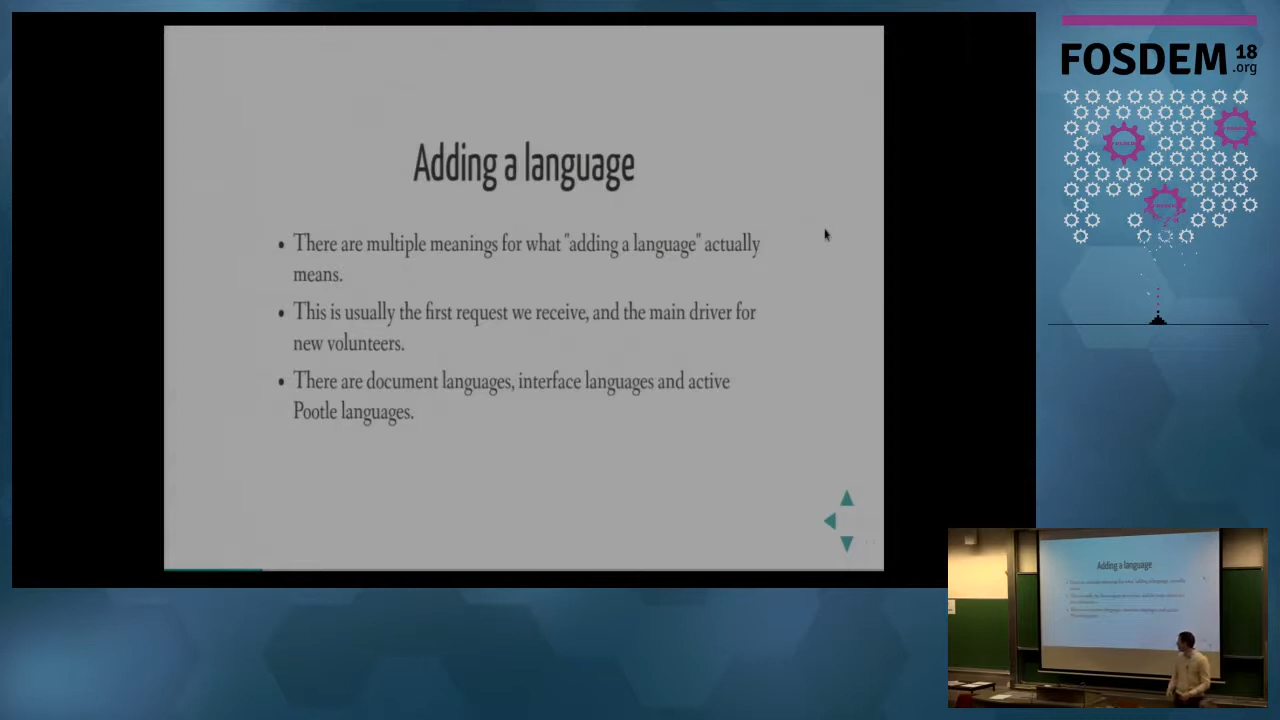 Adding a language
• There are multiple meanings for what "adding a language" actually
means.
• This is usually the first request we receive, and the main driver for
new volunteers.
• There are document languages, interface languages and active
Pootle languages.
FOSDEM 18
.org
Adding a language